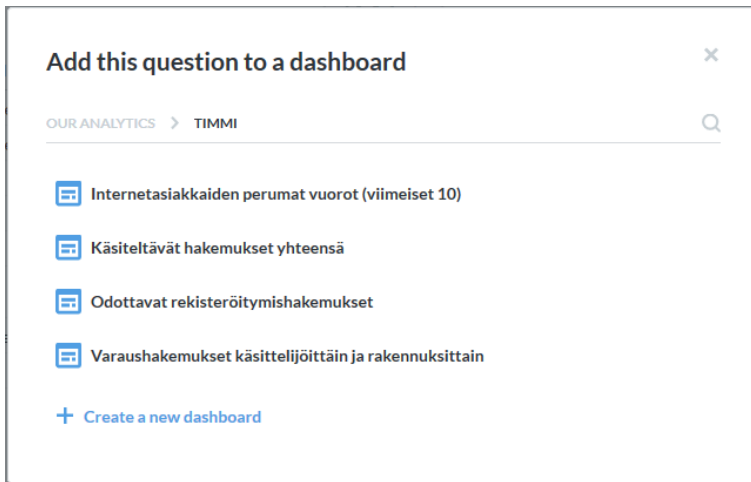 Add this question to a dashboard
OUR ANALYTICS > TIMMI
Internetasiakkaiden perumat vuorot (viimeiset 10)
Käsiteltävät hakemukset yhteensä
Odottavat rekisteröitymishakemukset
Varaushakemukset käsittelijöittäin ja rakennuksittain
+ Create a new dashboard